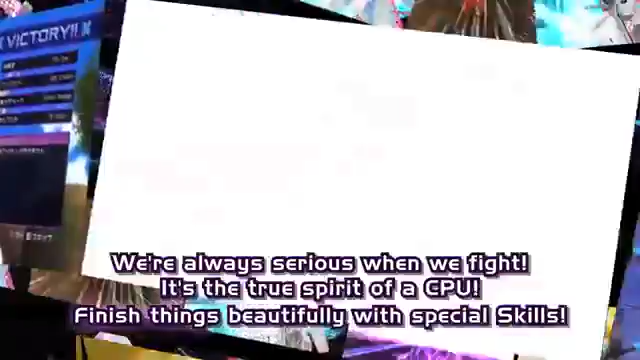 VICTORY!!
We're always serious when we fight!
It's the true spirit of a CPU!
Finish things beautifully with special Skills!